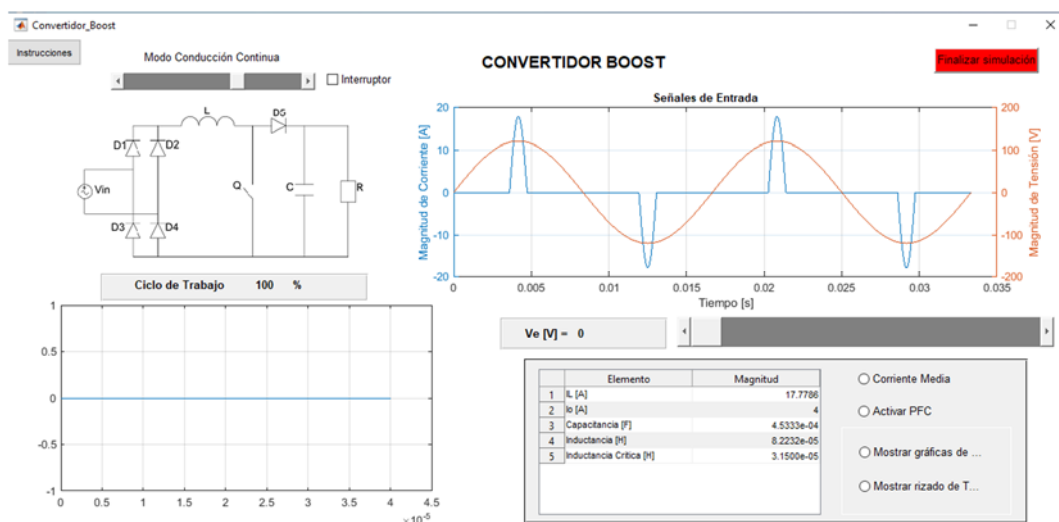 Convertidor_Boost
Instrucciones
Modo Conducción Continua
Interruptor
CONVERTIDOR BOOST
Finalizar simulación
L
D5
D1
D2
Vin
Q
C
R
D3
D4
Ciclo de Trabajo 100 %
1
0.5
0
-0.5
-1
0 0.5 1 1.5 2 2.5 3 3.5 4 4.5
×10⁻⁵
Señales de Entrada
Magnitud de Corriente [A]
20
10
0
-10
-20
200
100
0
-100
-200
Magnitud de Tensión [V]
0 0.005 0.01 0.015 0.02 0.025 0.03 0.035
Tiempo [s]
Ve [V] = 0
Elemento Magnitud
1 IL [A] 17.7786
2 Io [A] 4
3 Capacitancia [F] 4.5333e-04
4 Inductancia [H] 8.2232e-05
5 Inductancia Crítica [H] 3.1500e-05
Corriente Media
Activar PFC
Mostrar gráficas de ...
Mostrar rizado de T...